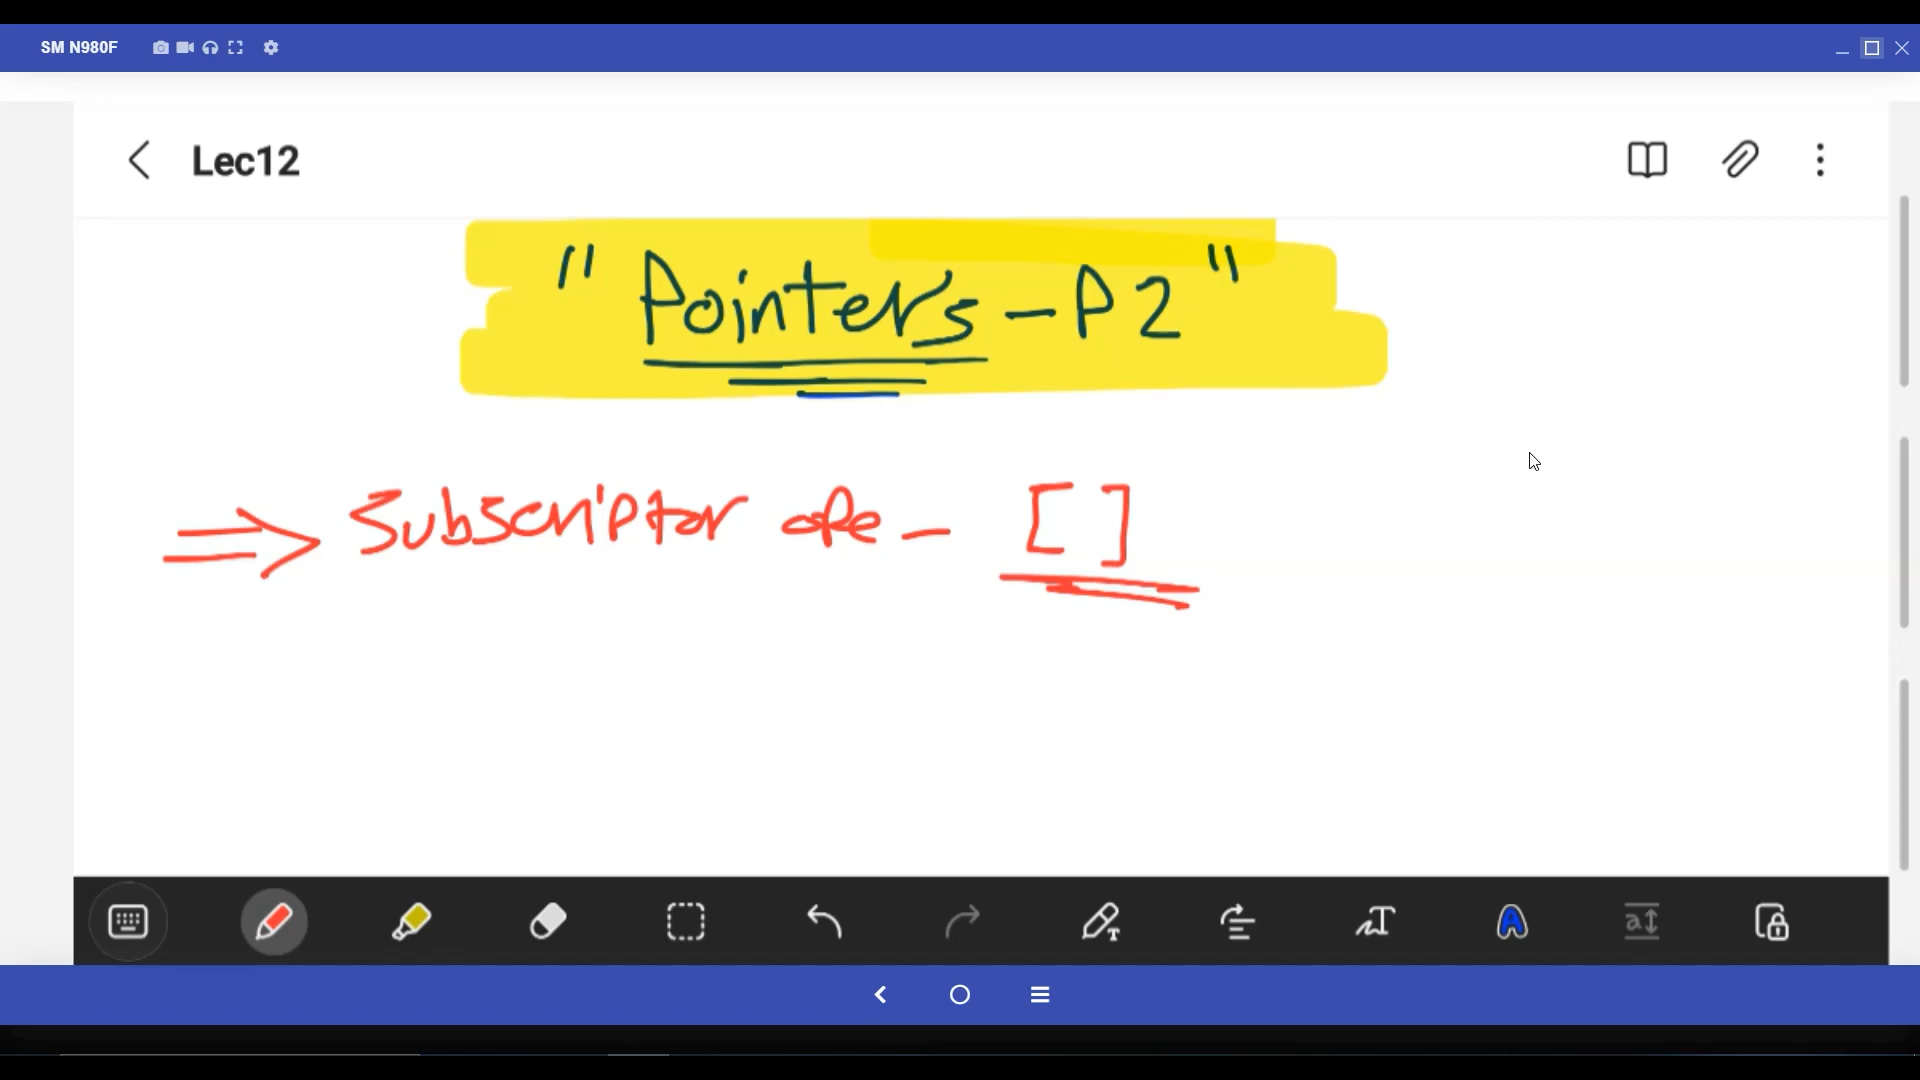 SM N980F
Lec12
"Pointers - P2"
⇒ Subscriptor ope - [ ]